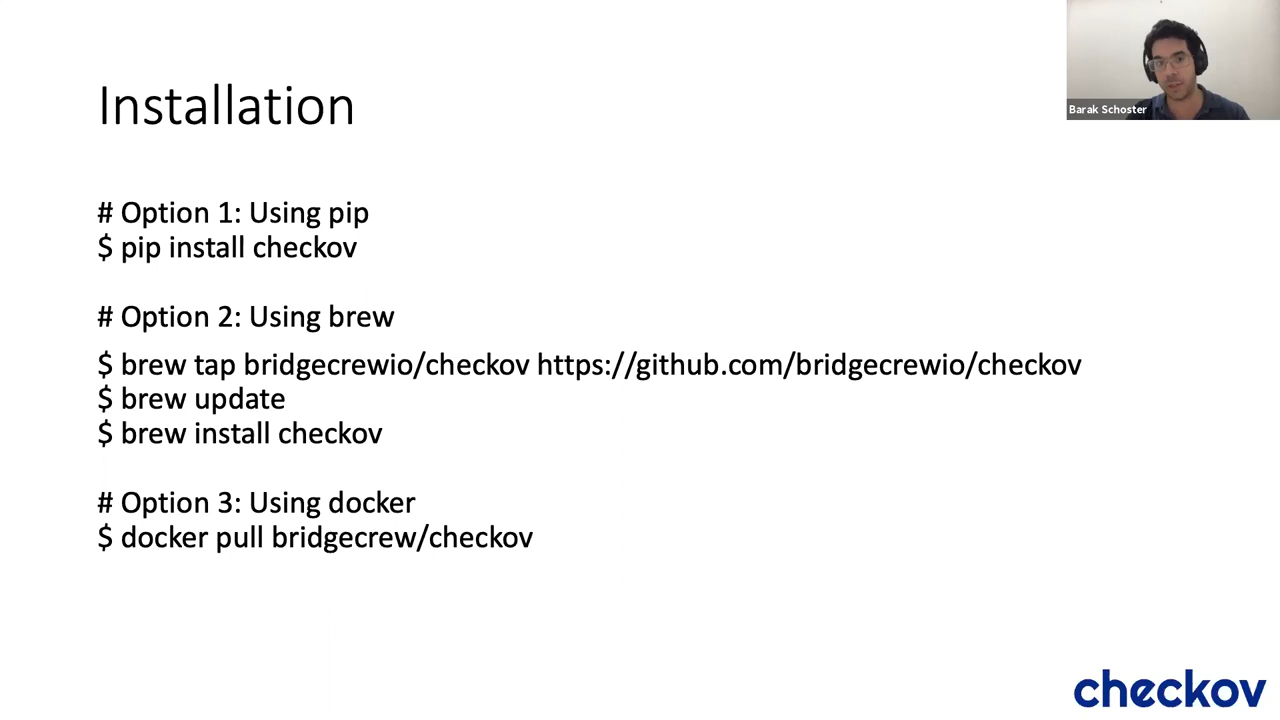 Installation
Barak Schoster
# Option 1: Using pip
$ pip install checkov
# Option 2: Using brew
$ brew tap bridgecrewio/checkov https://github.com/bridgecrewio/checkov
$ brew update
$ brew install checkov
# Option 3: Using docker
$ docker pull bridgecrew/checkov
checkov